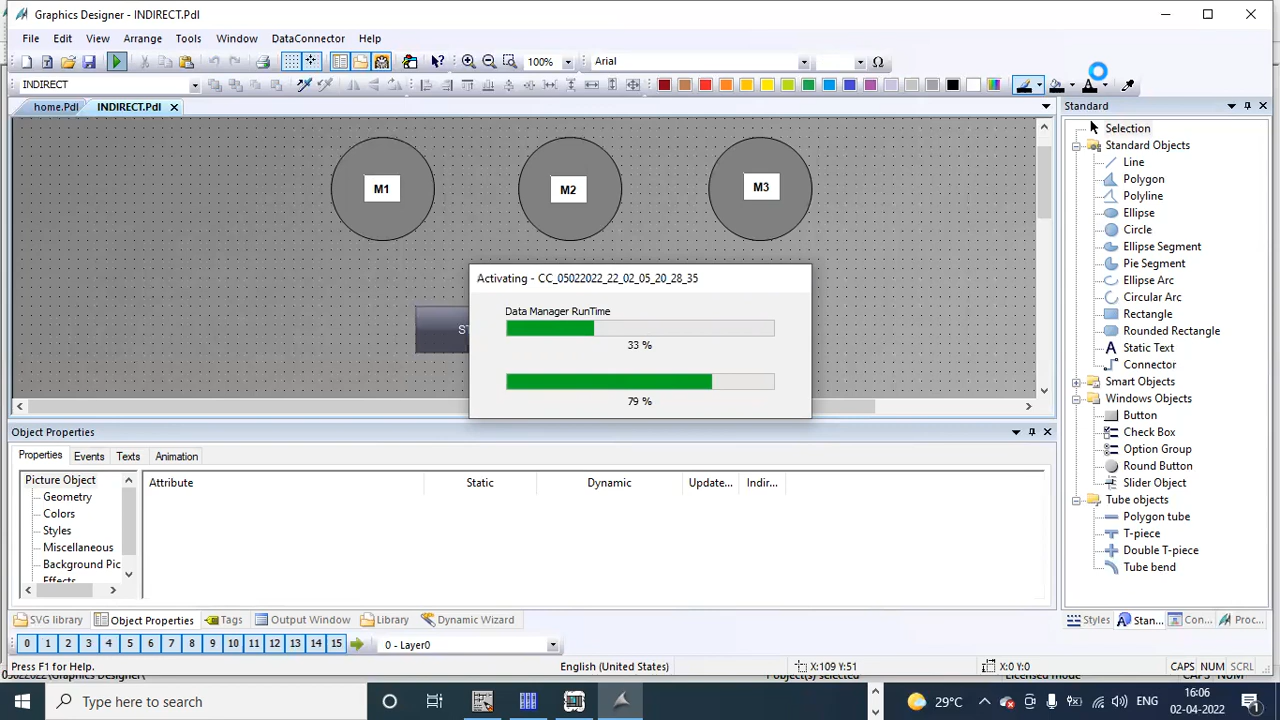 Graphics Designer - INDIRECT.Pdl
File Edit View Arrange Tools Window DataConnector Help
100% Arial
INDIRECT
home.Pdl INDIRECT.Pdl
M1 M2 M3
Activating - CC_05022022_22_02_05_20_28_35
Data Manager RunTime
33 %
79 %
Standard
Selection
Standard Objects
Line
Polygon
Polyline
Ellipse
Circle
Ellipse Segment
Pie Segment
Ellipse Arc
Circular Arc
Rectangle
Rounded Rectangle
Static Text
Connector
Smart Objects
Windows Objects
Button
Check Box
Option Group
Round Button
Slider Object
Tube objects
Polygon tube
T-piece
Double T-piece
Tube bend
Object Properties
Properties Events Texts Animation
Picture Object
Geometry
Colors
Styles
Miscellaneous
Background Pic
Effects
Attribute Static Dynamic Update... Indir...
SVG library Object Properties Tags Output Window Library Dynamic Wizard
Styles Stan... Con... Proc...
0 1 2 3 4 5 6 7 8 9 10 11 12 13 14 15 0 - Layer0
Press F1 for Help. English (United States) X:109 Y:51 X:0 Y:0 CAPS NUM SCRL
Type here to search
29°C ENG 16:06
02-04-2022
1